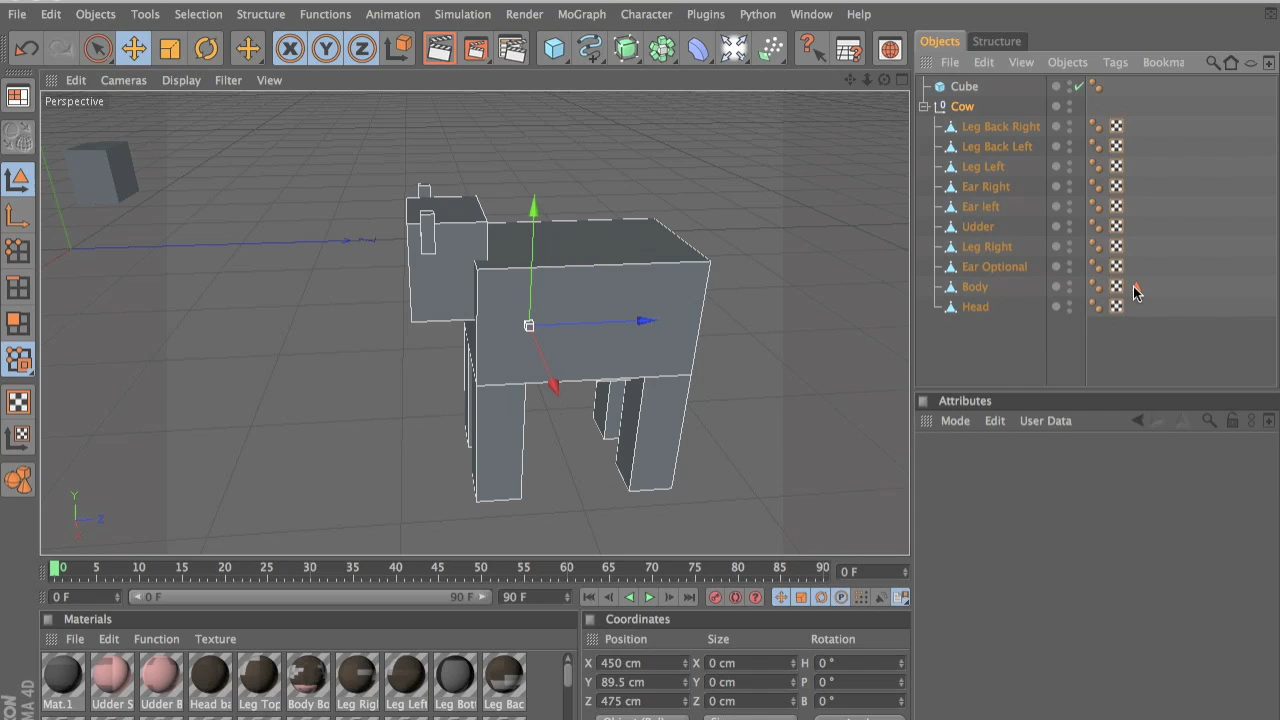 File Edit Objects Tools Selection Structure Functions Animation Simulation Render MoGraph Character Plugins Python Window Help
Objects Structure
File Edit View Objects Tags Bookma
Edit Cameras Display Filter View
Perspective
Cube
Cow
Leg Back Right
Leg Back Left
Leg Left
Ear Right
Ear left
Udder
Leg Right
Ear Optional
Body
Head
Attributes
Mode Edit User Data
Y
Z
X
0 5 10 15 20 25 30 35 40 45 50 55 60 65 70 75 80 85 90 0 F
0 F 0 F 90 F 90 F
Materials
File Edit Function Texture
Mat.1 Udder S Udder B Head ba Leg Top Body Bo Leg Rig Leg Left Leg Bot Leg Bac
Coordinates
Position Size Rotation
X 450 cm X 0 cm H 0 °
Y 89.5 cm Y 0 cm P 0 °
Z 475 cm Z 0 cm B 0 °